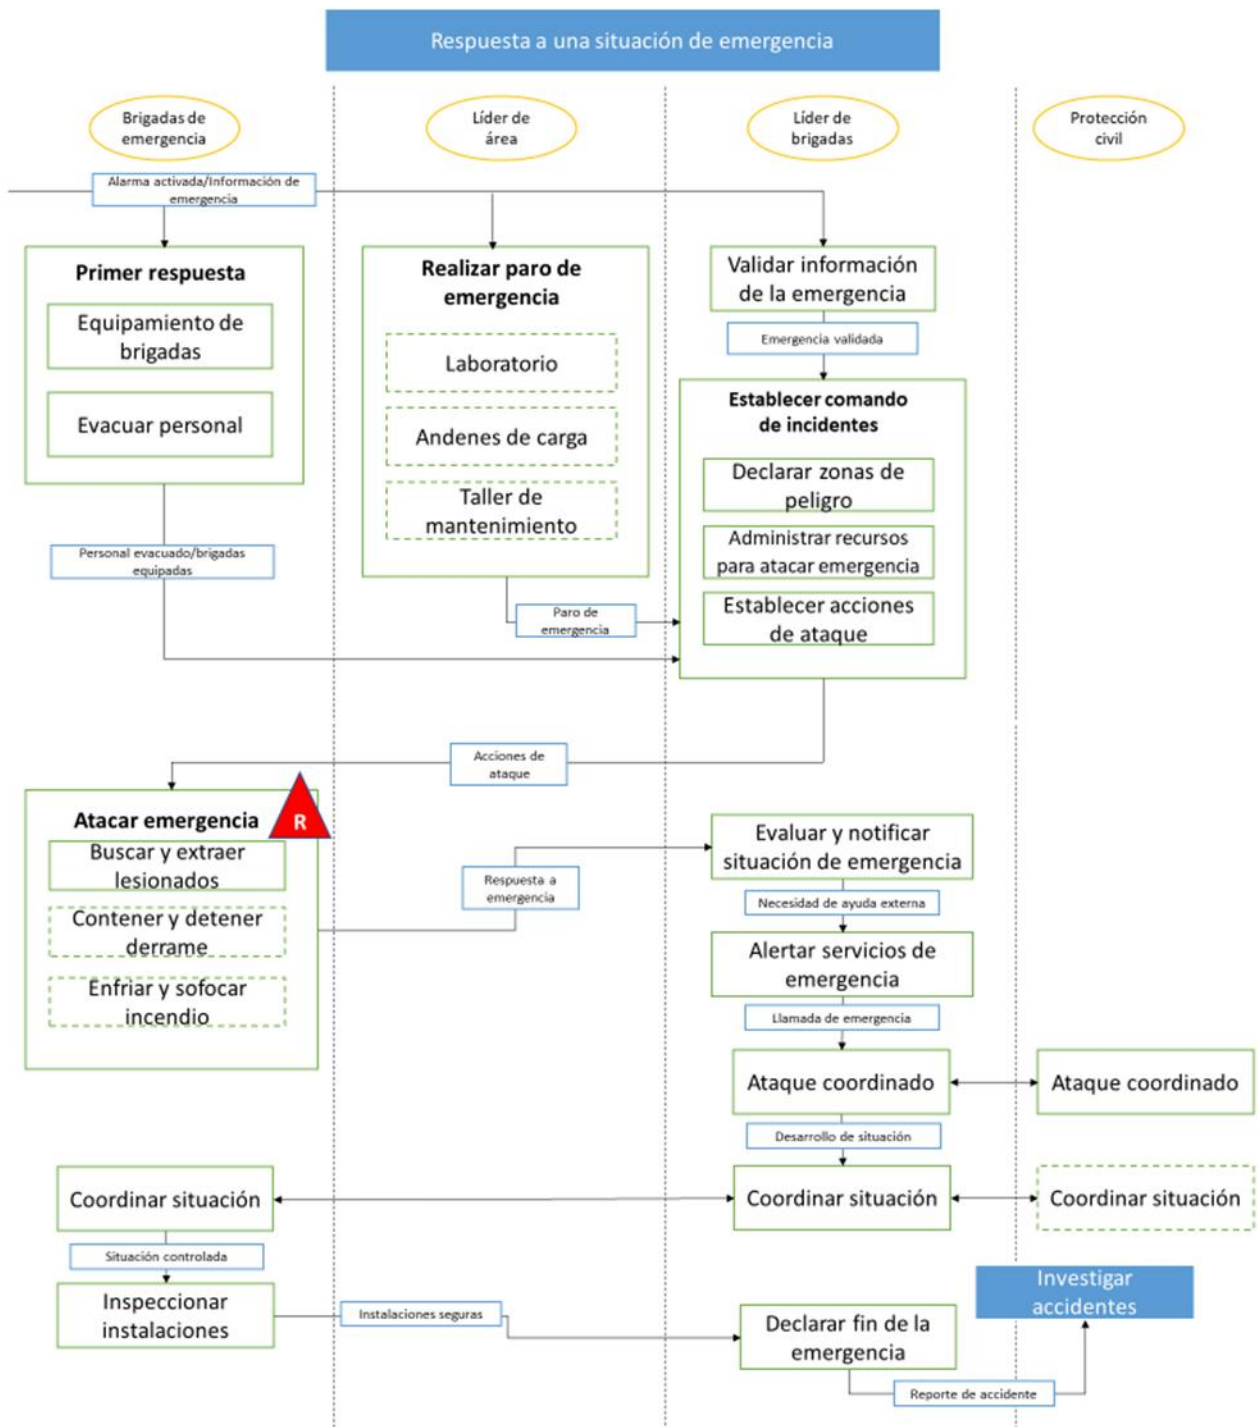 Respuesta a una situación de emergencia
Brigadas de
emergencia
Líder de
área
Líder de
brigadas
Protección
civil
Alarma activada/Información de
emergencia
Primer respuesta
Equipamiento de
brigadas
Evacuar personal
Realizar paro de
emergencia
Laboratorio
Andenes de carga
Taller de
mantenimiento
Validar información
de la emergencia
Emergencia validada
Establecer comando
de incidentes
Declarar zonas de
peligro
Administrar recursos
para atacar emergencia
Establecer acciones
de ataque
Personal evacuado/brigadas
equipadas
Paro de
emergencia
Acciones de
ataque
Atacar emergencia
R
Buscar y extraer
lesionados
Contener y detener
derrame
Enfriar y sofocar
incendio
Respuesta a
emergencia
Evaluar y notificar
situación de emergencia
Necesidad de ayuda externa
Alertar servicios de
emergencia
Llamada de emergencia
Ataque coordinado
Ataque coordinado
Desarrollo de situación
Coordinar situación
Coordinar situación
Coordinar situación
Situación controlada
Inspeccionar
instalaciones
Instalaciones seguras
Declarar fin de la
emergencia
Investigar
accidentes
Reporte de accidente